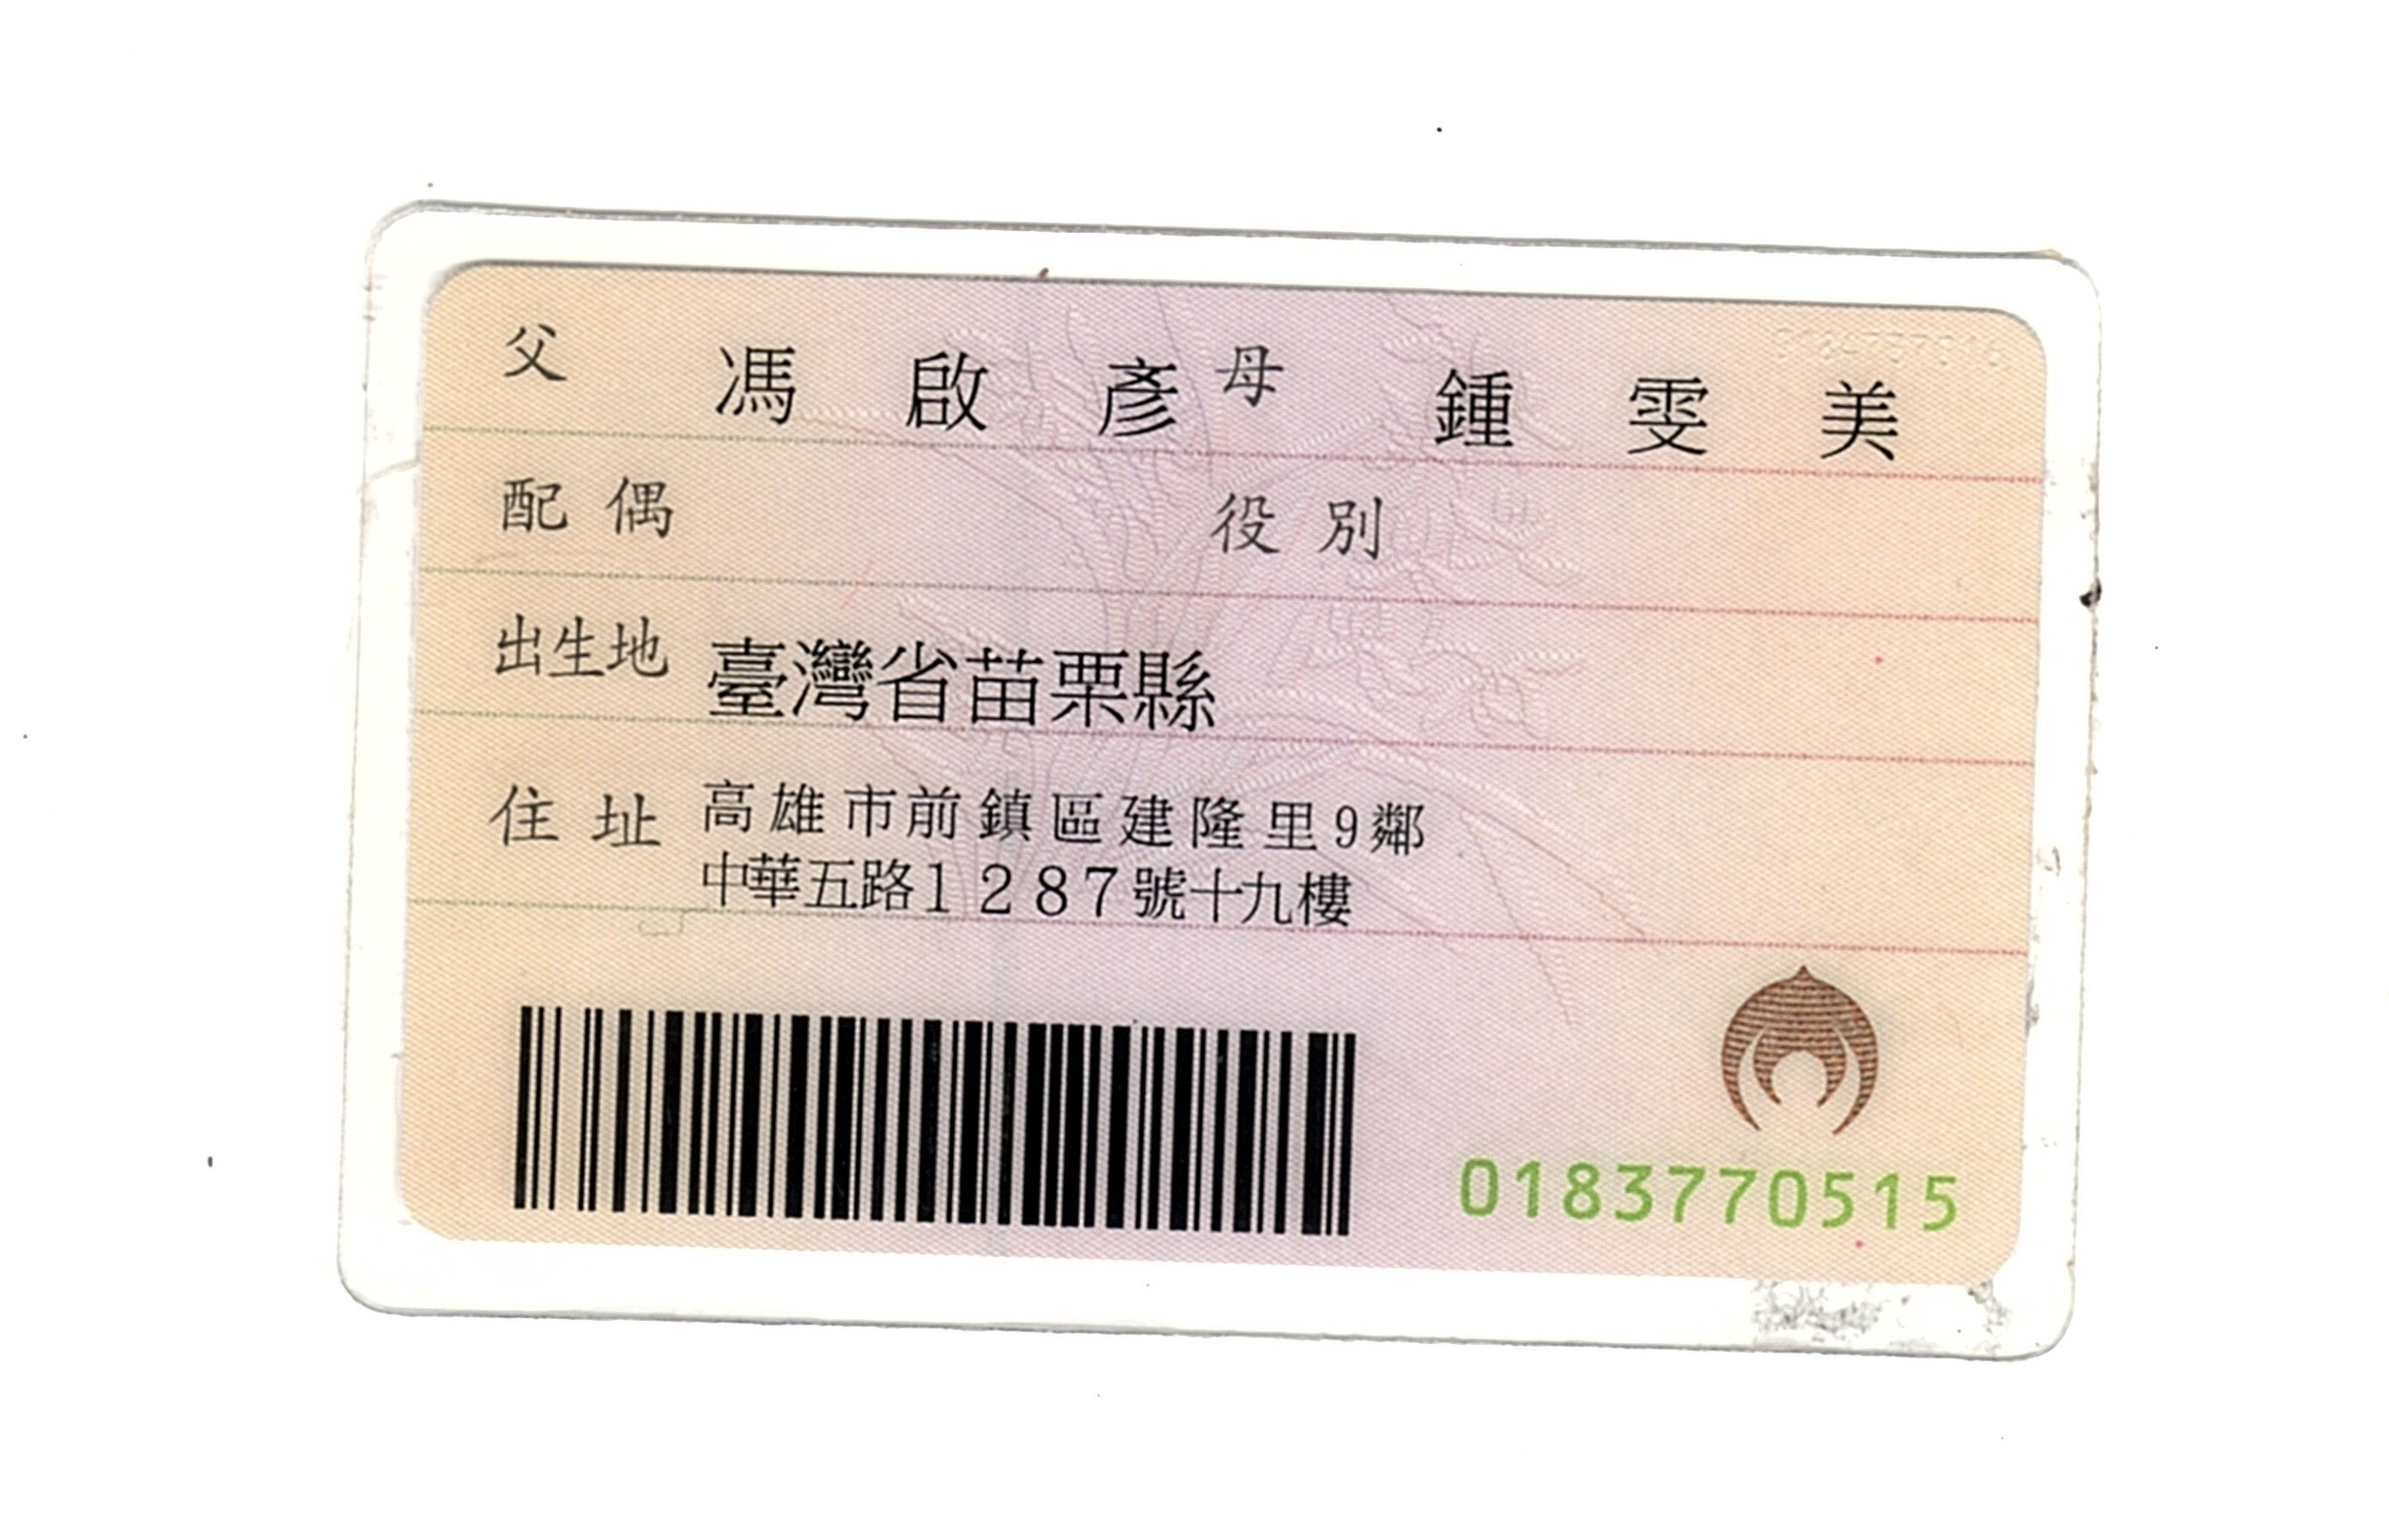 父 馮啟彥 母 鍾雯美
配偶 役別
出生地 臺灣省苗栗縣
住址 高雄市前鎮區建隆里9鄰
中華五路1287號十九樓
0183770515